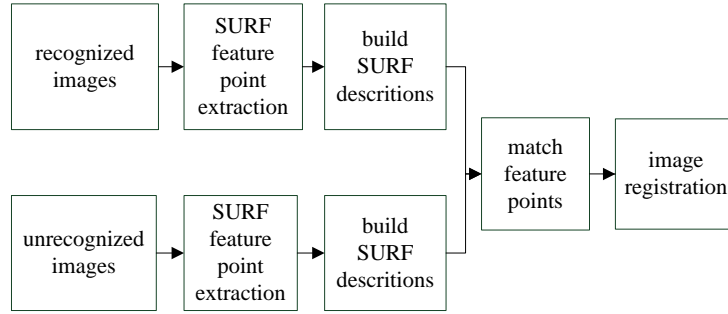 recognized
images
SURF
feature
point
extraction
build
SURF
descritions
match
feature
points
image
registration
unrecognized
images
SURF
feature
point
extraction
build
SURF
descritions